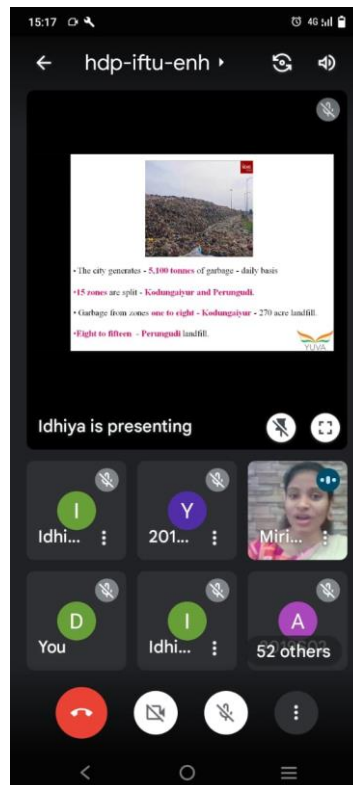 15:17
4G
hdp-iftu-enh
• The city generates - 5,100 tonnes of garbage - daily basis
•15 zones are split - Kodungaiyur and Perungudi.
• Garbage from zones one to eight - Kodungaiyur - 270 acre landfill.
•Eight to fifteen - Perungudi landfill.
YUVA
Idhiya is presenting
I
Y
Idhi...
201...
Miri...
D
I
A
You
Idhi...
52 others